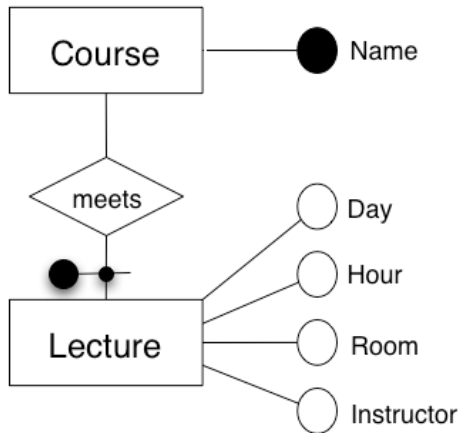 Course
Name
meets
Day
Hour
Lecture
Room
Instructor